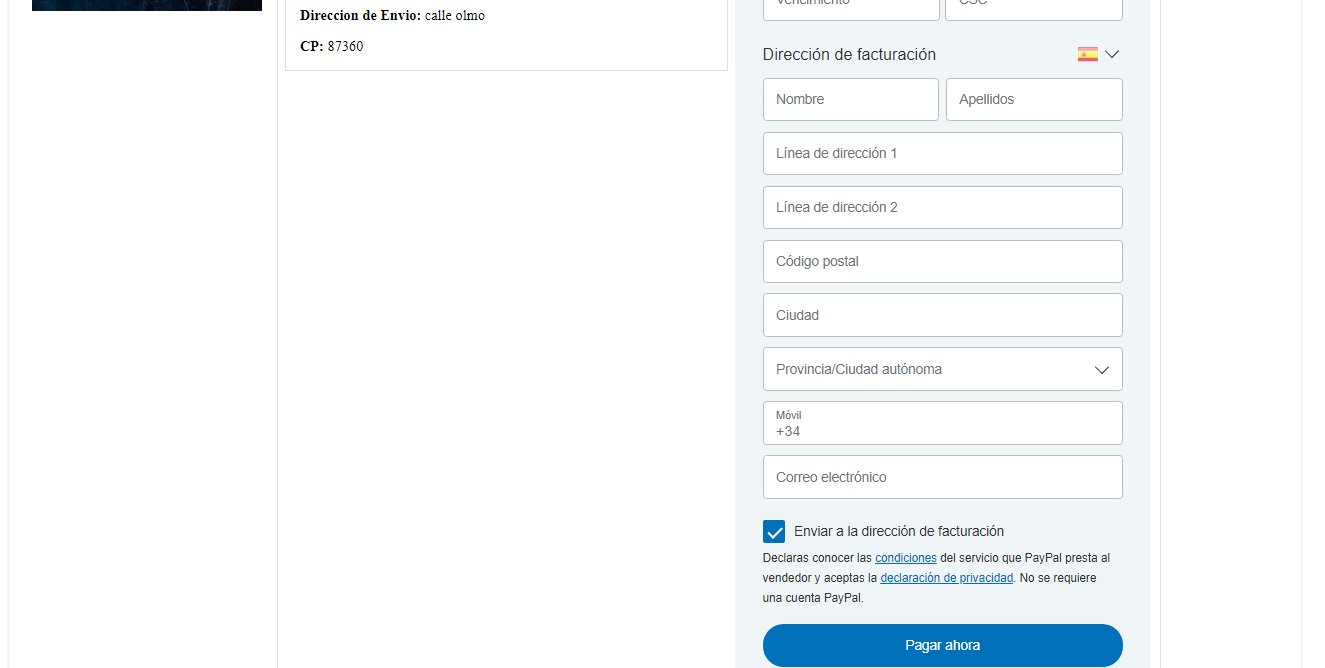 Direccion de Envio: calle olmo
CP: 87360
Vencimiento
CSC
Dirección de facturación
Nombre
Apellidos
Línea de dirección 1
Línea de dirección 2
Código postal
Ciudad
Provincia/Ciudad autónoma
Móvil
+34
Correo electrónico
Enviar a la dirección de facturación
Declaras conocer las condiciones del servicio que PayPal presta al
vendedor y aceptas la declaración de privacidad. No se requiere
una cuenta PayPal.
Pagar ahora